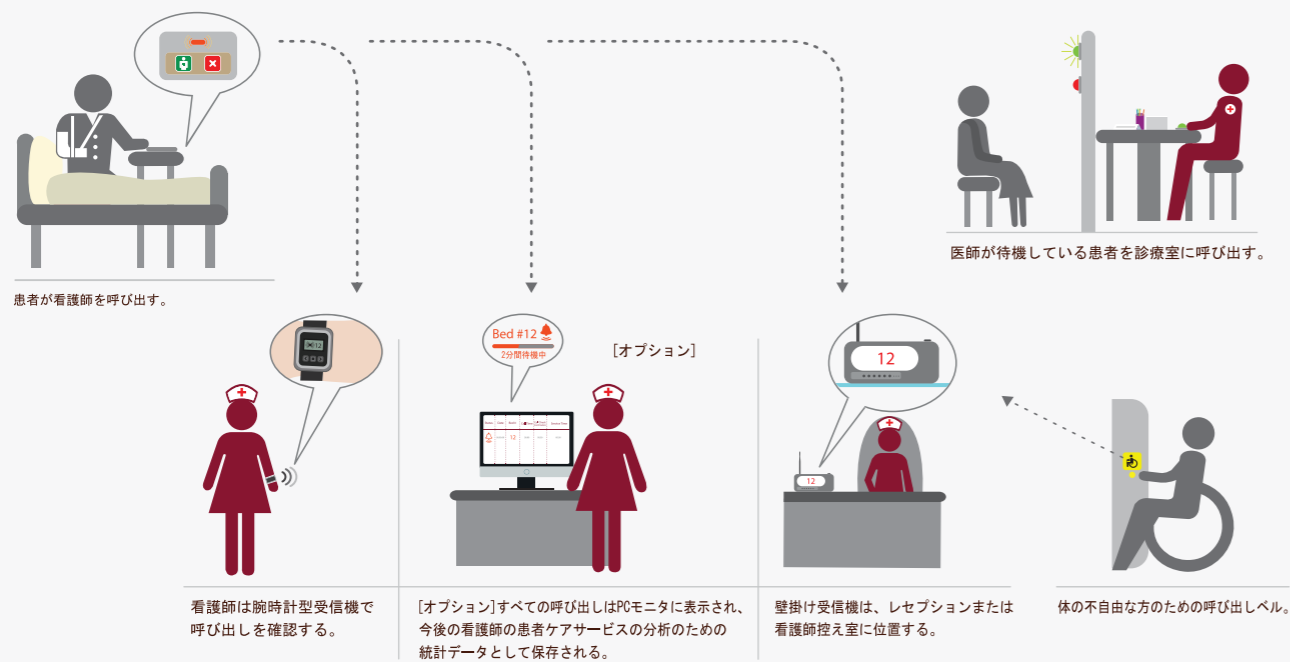 患者が看護師を呼び出す。
医師が待機している患者を診療室に呼び出す。
Bed #12
2分間待機中
[オプション]
12
12
12
12
看護師は腕時計型受信機で
呼び出しを確認する。
[オプション]すべての呼び出しはPCモニタに表示され、
今後の看護師の患者ケアサービスの分析のための
統計データとして保存される。
壁掛け受信機は、レセプションまたは
看護師控え室に位置する。
体の不自由な方のための呼び出しベル。